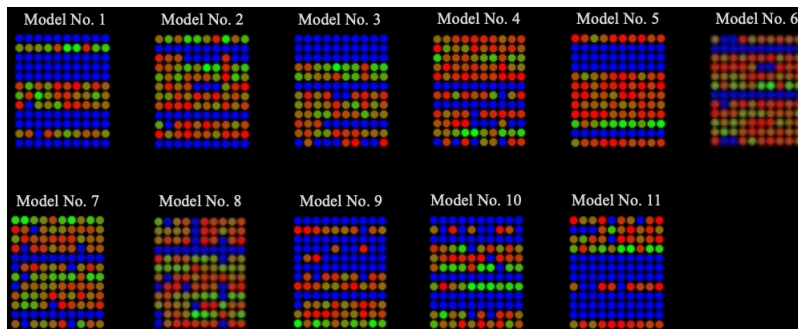 Model No. 1
Model No. 2
Model No. 3
Model No. 4
Model No. 5
Model No. 6
Model No. 7
Model No. 8
Model No. 9
Model No. 10
Model No. 11